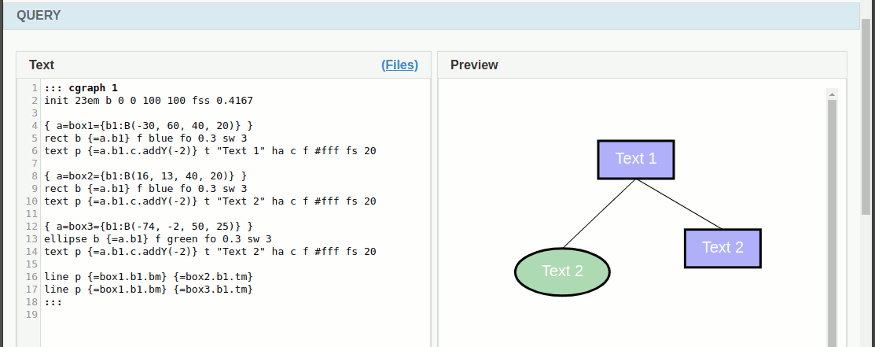 QUERY
Text (Files)
1 ::: cgraph 1
2 init 23em b 0 0 100 100 fss 0.4167
3
4 { a=box1={b1:B(-30, 60, 40, 20)} }
5 rect b {=a.b1} f blue fo 0.3 sw 3
6 text p {=a.b1.c.addY(-2)} t "Text 1" ha c f #fff fs 20
7
8 { a=box2={b1:B(16, 13, 40, 20)} }
9 rect b {=a.b1} f blue fo 0.3 sw 3
10 text p {=a.b1.c.addY(-2)} t "Text 2" ha c f #fff fs 20
11
12 { a=box3={b1:B(-74, -2, 50, 25)} }
13 ellipse b {=a.b1} f green fo 0.3 sw 3
14 text p {=a.b1.c.addY(-2)} t "Text 2" ha c f #fff fs 20
15
16 line p {=box1.b1.bm} {=box2.b1.tm}
17 line p {=box1.b1.bm} {=box3.b1.tm}
18 :::
19
Preview
Text 1
Text 2
Text 2